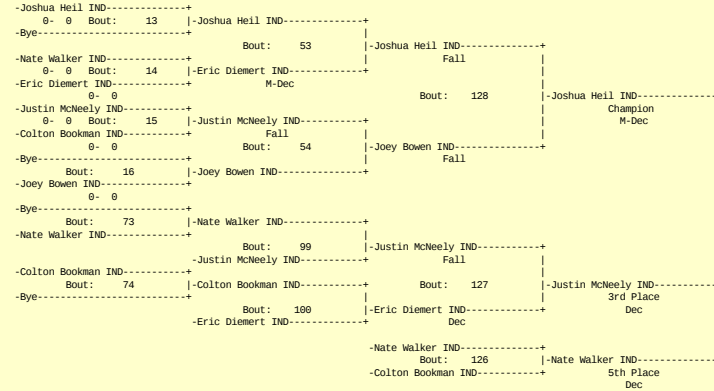 -Joshua Heil IND--------------+
0- 0 Bout: 13 |-Joshua Heil IND--------------+
-Bye--------------------------+ |
Bout: 53 |-Joshua Heil IND--------------+
-Nate Walker IND--------------+ | Fall |
0- 0 Bout: 14 |-Eric Diemert IND-------------+ |
-Eric Diemert IND-------------+ M-Dec |
0- 0 Bout: 128 |-Joshua Heil IND--------------
-Justin McNeely IND-----------+ | Champion
0- 0 Bout: 15 |-Justin McNeely IND-----------+ | M-Dec
-Colton Bookman IND-----------+ Fall | |
0- 0 Bout: 54 |-Joey Bowen IND---------------+
-Bye--------------------------+ | Fall
Bout: 16 |-Joey Bowen IND---------------+
-Joey Bowen IND---------------+
0- 0
-Bye--------------------------+
Bout: 73 |-Nate Walker IND--------------+
-Nate Walker IND--------------+ |
Bout: 99 |-Justin McNeely IND-----------+
-Justin McNeely IND-----------+ Fall |
-Colton Bookman IND-----------+ |
Bout: 74 |-Colton Bookman IND-----------+ Bout: 127 |-Justin McNeely IND-----------
-Bye--------------------------+ | | 3rd Place
Bout: 100 |-Eric Diemert IND-------------+ Dec
-Eric Diemert IND-------------+ Dec
-Nate Walker IND--------------+
Bout: 126 |-Nate Walker IND--------------
-Colton Bookman IND-----------+ 5th Place
Dec